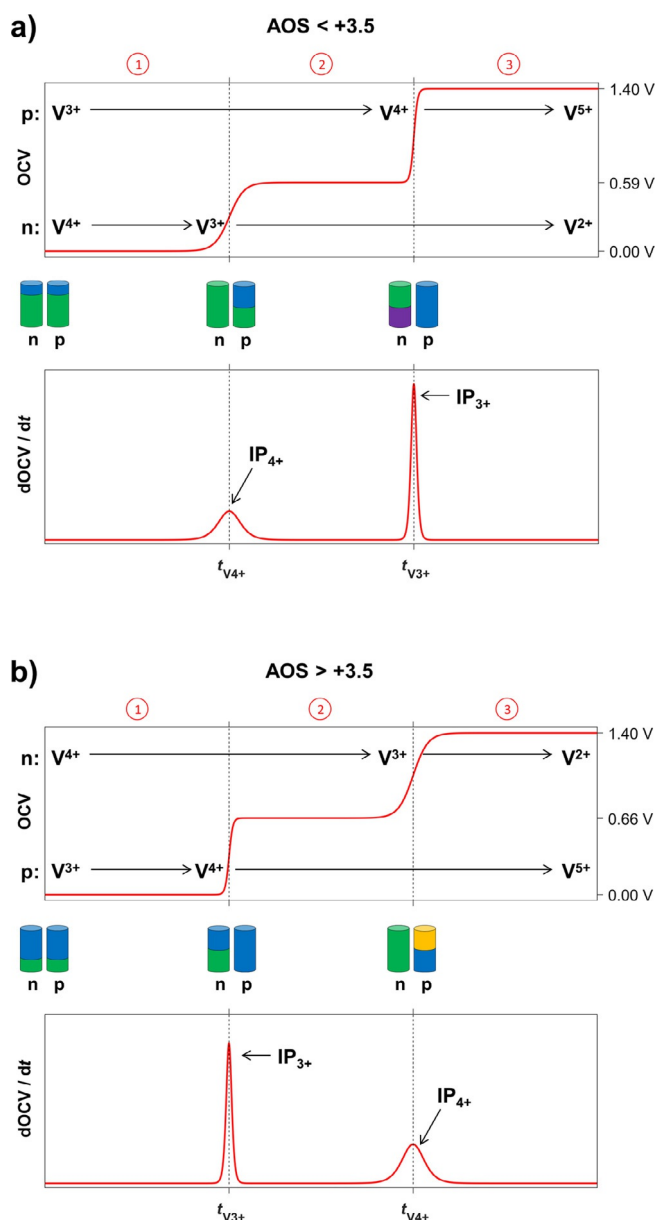 a)
AOS < +3.5
1 2 3
p: V³⁺ V⁴⁺ V⁵⁺ 1.40 V
OCV
0.59 V
n: V⁴⁺ V³⁺ V²⁺
0.00 V
n p n p n p
dOCV / dt
IP₃₊
IP₄₊
tV4+ tV3+
b)
AOS > +3.5
1 2 3
1.40 V
n: V⁴⁺ V³⁺ V²⁺
OCV
0.66 V
p: V³⁺ V⁴⁺ V⁵⁺
0.00 V
n p n p n p
dOCV / dt
IP₃₊
IP₄₊
tV3+ tV4+